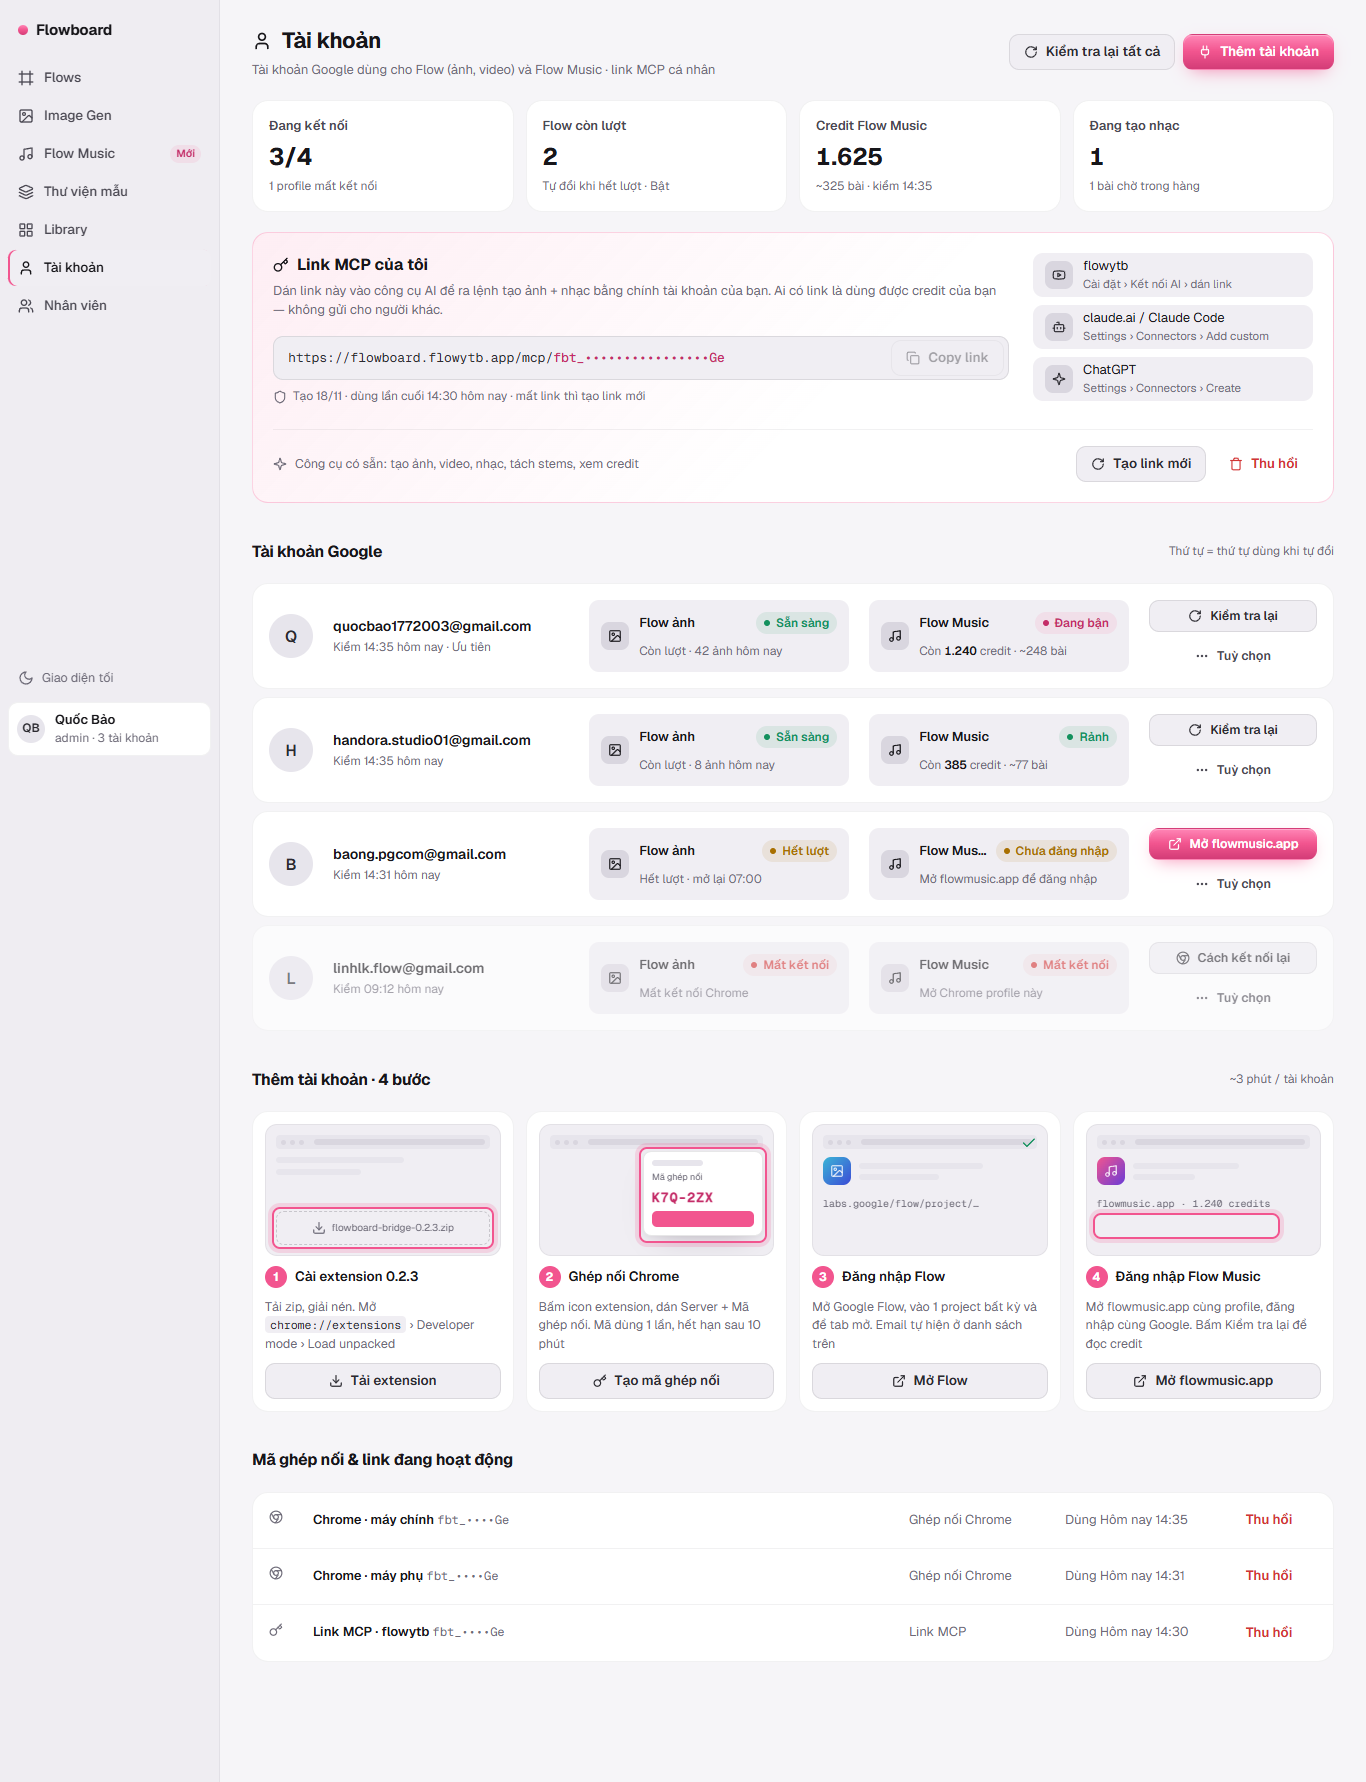 Flowboard
Flows
Image Gen
Flow Music
Mới
Thư viện mẫu
Library
Tài khoản
Nhân viên
Giao diện tối
QB
Quốc Bảo
admin · 3 tài khoản
Tài khoản
Tài khoản Google dùng cho Flow (ảnh, video) và Flow Music · link MCP cá nhân
Kiểm tra lại tất cả
Thêm tài khoản
Đang kết nối
3/4
1 profile mất kết nối
Flow còn lượt
2
Tự đổi khi hết lượt · Bật
Credit Flow Music
1.625
~325 bài · kiểm 14:35
Đang tạo nhạc
1
1 bài chờ trong hàng
Link MCP của tôi
Dán link này vào công cụ AI để ra lệnh tạo ảnh + nhạc bằng chính tài khoản của bạn. Ai có link là dùng được credit của bạn
— không gửi cho người khác.
https://flowboard.flowytb.app/mcp/fbt_••••••••••••••••Ge
Copy link
Tạo 18/11 · dùng lần cuối 14:30 hôm nay · mất link thì tạo link mới
flowytb
Cài đặt › Kết nối AI › dán link
claude.ai / Claude Code
Settings › Connectors › Add custom
ChatGPT
Settings › Connectors › Create
Công cụ có sẵn: tạo ảnh, video, nhạc, tách stems, xem credit
Tạo link mới
Thu hồi
Tài khoản Google
Thứ tự = thứ tự dùng khi tự đổi
Q
quocbao1772003@gmail.com
Kiểm 14:35 hôm nay · Ưu tiên
Flow ảnh
Sẵn sàng
Còn lượt · 42 ảnh hôm nay
Flow Music
Đang bận
Còn 1.240 credit · ~248 bài
Kiểm tra lại
Tuỳ chọn
H
handora.studio01@gmail.com
Kiểm 14:35 hôm nay
Flow ảnh
Sẵn sàng
Còn lượt · 8 ảnh hôm nay
Flow Music
Rảnh
Còn 385 credit · ~77 bài
Kiểm tra lại
Tuỳ chọn
B
baong.pgcom@gmail.com
Kiểm 14:31 hôm nay
Flow ảnh
Hết lượt
Hết lượt · mở lại 07:00
Flow Mus...
Chưa đăng nhập
Mở flowmusic.app để đăng nhập
Mở flowmusic.app
Tuỳ chọn
L
linhlk.flow@gmail.com
Kiểm 09:12 hôm nay
Flow ảnh
Mất kết nối
Mất kết nối Chrome
Flow Music
Mất kết nối
Mở Chrome profile này
Cách kết nối lại
Tuỳ chọn
Thêm tài khoản · 4 bước
~3 phút / tài khoản
flowboard-bridge-0.2.3.zip
1 Cài extension 0.2.3
Tải zip, giải nén. Mở
chrome://extensions › Developer
mode › Load unpacked
Tải extension
Mã ghép nối
K7Q-2ZX
2 Ghép nối Chrome
Bấm icon extension, dán Server + Mã
ghép nối. Mã dùng 1 lần, hết hạn sau 10
phút
Tạo mã ghép nối
labs.google/flow/project/…
3 Đăng nhập Flow
Mở Google Flow, vào 1 project bất kỳ và
để tab mở. Email tự hiện ở danh sách
trên
Mở Flow
flowmusic.app · 1.240 credits
4 Đăng nhập Flow Music
Mở flowmusic.app cùng profile, đăng
nhập cùng Google. Bấm Kiểm tra lại để
đọc credit
Mở flowmusic.app
Mã ghép nối & link đang hoạt động
Chrome · máy chính fbt_••••Ge
Ghép nối Chrome
Dùng Hôm nay 14:35
Thu hồi
Chrome · máy phụ fbt_••••Ge
Ghép nối Chrome
Dùng Hôm nay 14:31
Thu hồi
Link MCP · flowytb fbt_••••Ge
Link MCP
Dùng Hôm nay 14:30
Thu hồi